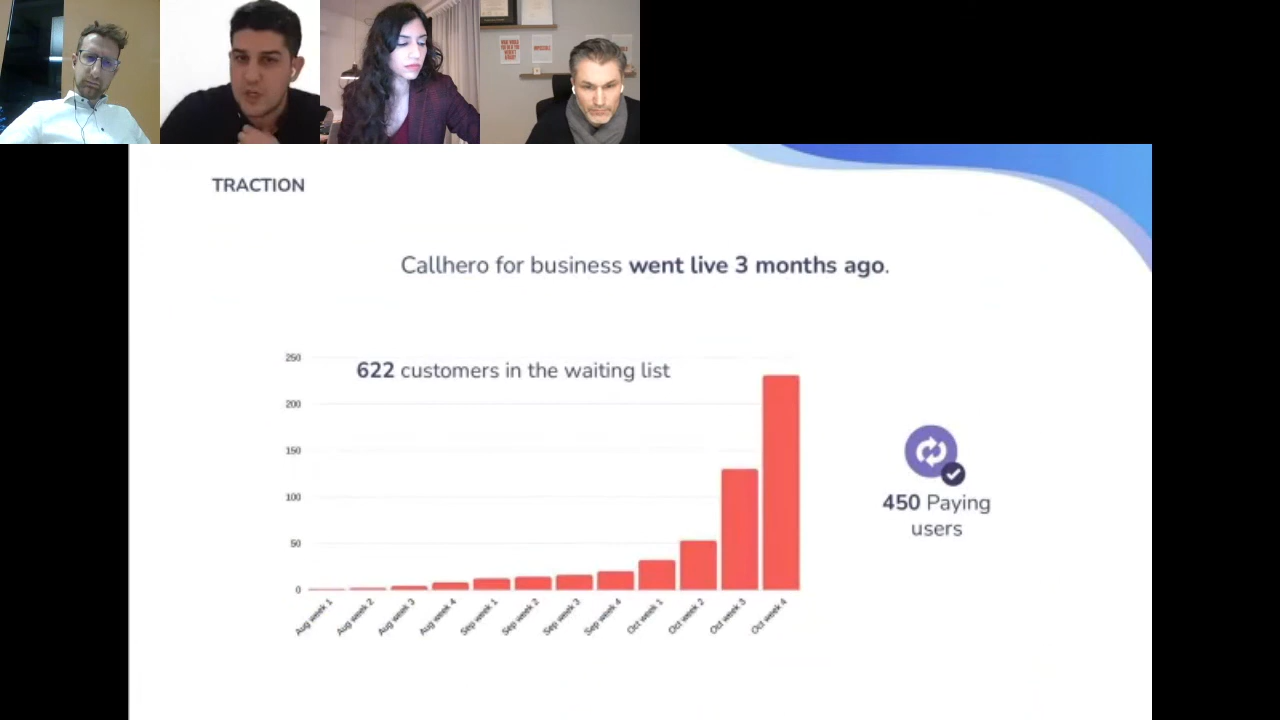 TRACTION
Callhero for business went live 3 months ago.
622 customers in the waiting list
250
200
150
100
50
0
Aug week 1
Aug week 2
Aug week 3
Aug week 4
Sep week 1
Sep week 2
Sep week 3
Sep week 4
Oct week 1
Oct week 2
Oct week 3
Oct week 4
450 Paying
users